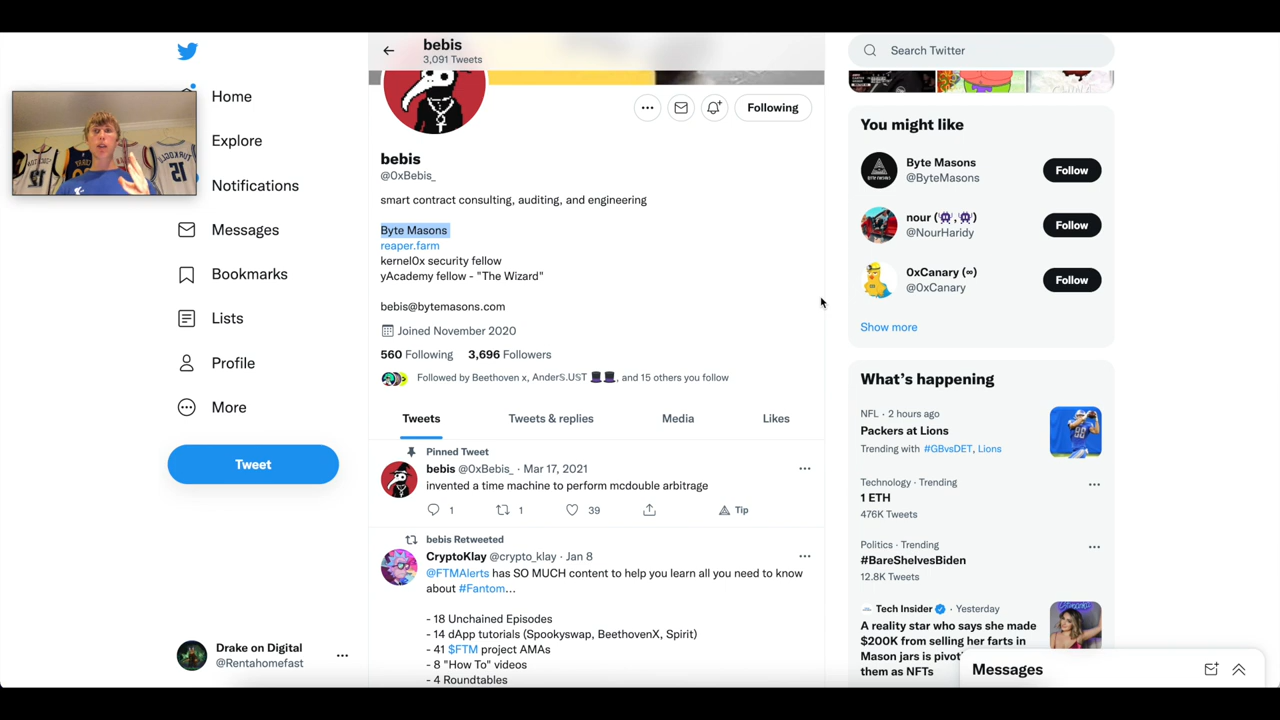 bebis
3,091 Tweets
Home
Explore
Notifications
Messages
Bookmarks
Lists
Profile
More
Tweet
Drake on Digital
@Rentahomefast
Following
bebis
@0xBebis_
smart contract consulting, auditing, and engineering
Byte Masons
reaper.farm
kernel0x security fellow
yAcademy fellow - "The Wizard"
bebis@bytemasons.com
Joined November 2020
560 Following 3,696 Followers
Followed by Beethoven x, AnderS.UST 🎩🎩, and 15 others you follow
Tweets Tweets & replies Media Likes
Pinned Tweet
bebis @0xBebis_ · Mar 17, 2021
invented a time machine to perform mcdouble arbitrage
1 1 39 Tip
bebis Retweeted
CryptoKlay @crypto_klay · Jan 8
@FTMAlerts has SO MUCH content to help you learn all you need to know
about #Fantom...
- 18 Unchained Episodes
- 14 dApp tutorials (Spookyswap, BeethovenX, Spirit)
- 41 $FTM project AMAs
- 8 "How To" videos
- 4 Roundtables
Search Twitter
You might like
Byte Masons
@ByteMasons
Follow
nour (👾,👾)
@NourHaridy
Follow
0xCanary (∞)
@0xCanary
Follow
Show more
What's happening
NFL · 2 hours ago
Packers at Lions
Trending with #GBvsDET, Lions
Technology · Trending
1 ETH
476K Tweets
Politics · Trending
#BareShelvesBiden
12.8K Tweets
Tech Insider · Yesterday
A reality star who says she made
$200K from selling her farts in
Mason jars is pivoti
them as NFTs
Messages